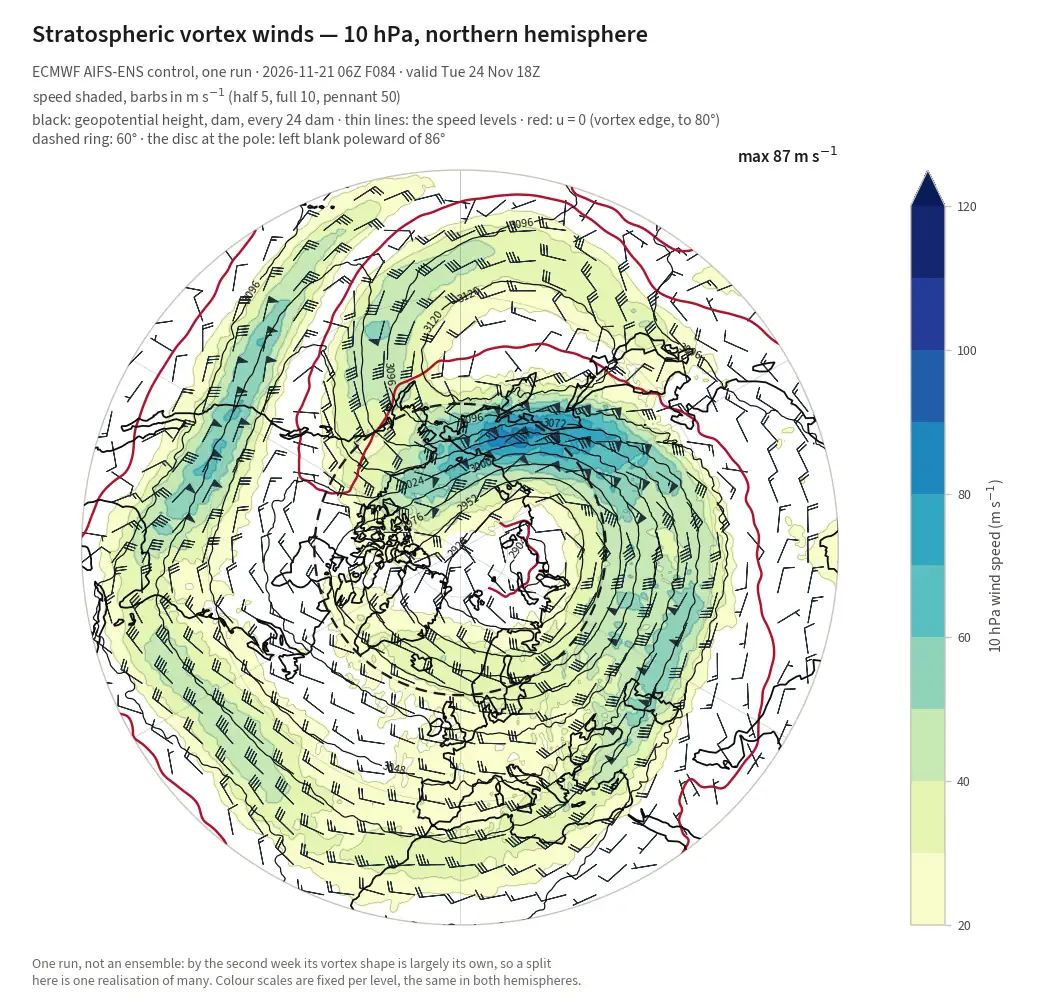 Stratospheric vortex winds — 10 hPa, northern hemisphere
ECMWF AIFS-ENS control, one run · 2026-11-21 06Z F084 · valid Tue 24 Nov 18Z
speed shaded, barbs in m s⁻¹ (half 5, full 10, pennant 50)
black: geopotential height, dam, every 24 dam · thin lines: the speed levels · red: u = 0 (vortex edge, to 80°)
dashed ring: 60° · the disc at the pole: left blank poleward of 86°
max 87 m s⁻¹
120
100
80
60
40
20
10 hPa wind speed (m s⁻¹)
3120
3120
3096
3072
3000
2952
3048
One run, not an ensemble: by the second week its vortex shape is largely its own, so a split
here is one realisation of many. Colour scales are fixed per level, the same in both hemispheres.